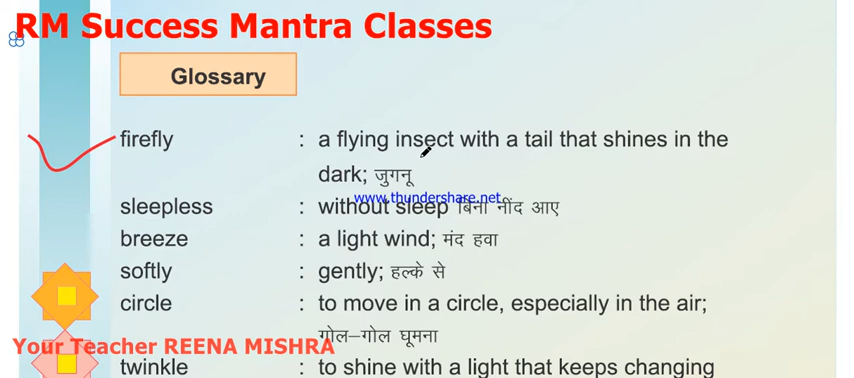 RM Success Mantra Classes
Glossary
firefly : a flying insect with a tail that shines in the
dark; जुगनू
www.thundershare.net
sleepless : without sleep बिना नींद आए
breeze : a light wind; मंद हवा
softly : gently; हल्के से
circle : to move in a circle, especially in the air;
गोल–गोल घूमना
Your Teacher REENA MISHRA
twinkle : to shine with a light that keeps changing